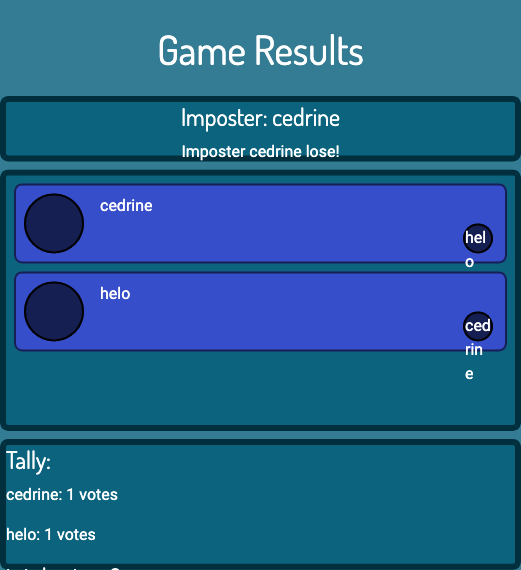 Game Results
Imposter: cedrine
Imposter cedrine lose!
cedrine
hel
o
helo
ced
rin
e
Tally:
cedrine: 1 votes
helo: 1 votes